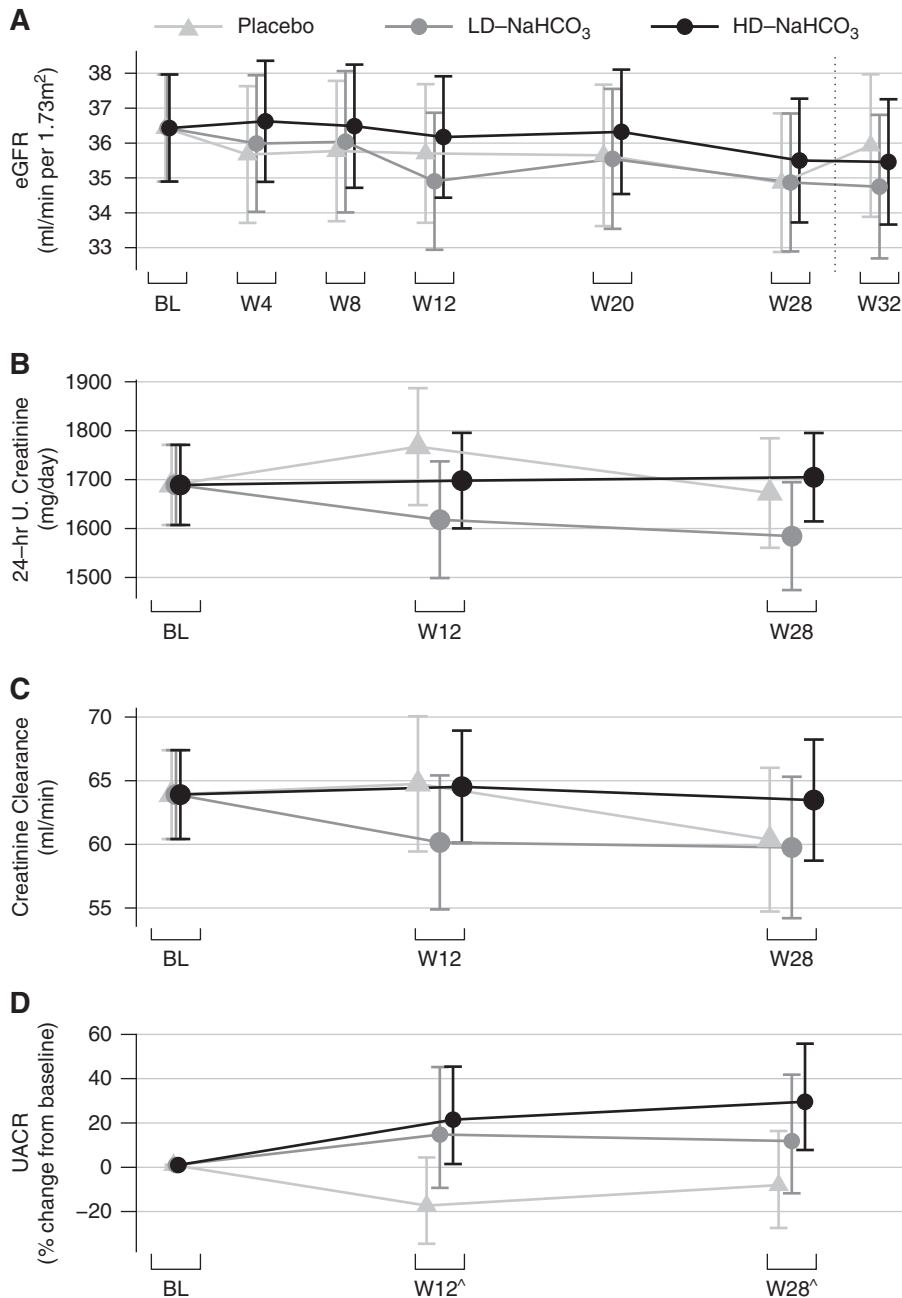 A
Placebo LD–NaHCO3 HD–NaHCO3
eGFR
(ml/min per 1.73m²)
38
37
36
35
34
33
BL W4 W8 W12 W20 W28 W32
B
24–hr U. Creatinine
(mg/day)
1900
1800
1700
1600
1500
BL W12 W28
C
Creatinine Clearance
(ml/min)
70
65
60
55
BL W12 W28
D
UACR
(% change from baseline)
60
40
20
0
−20
BL W12^ W28^